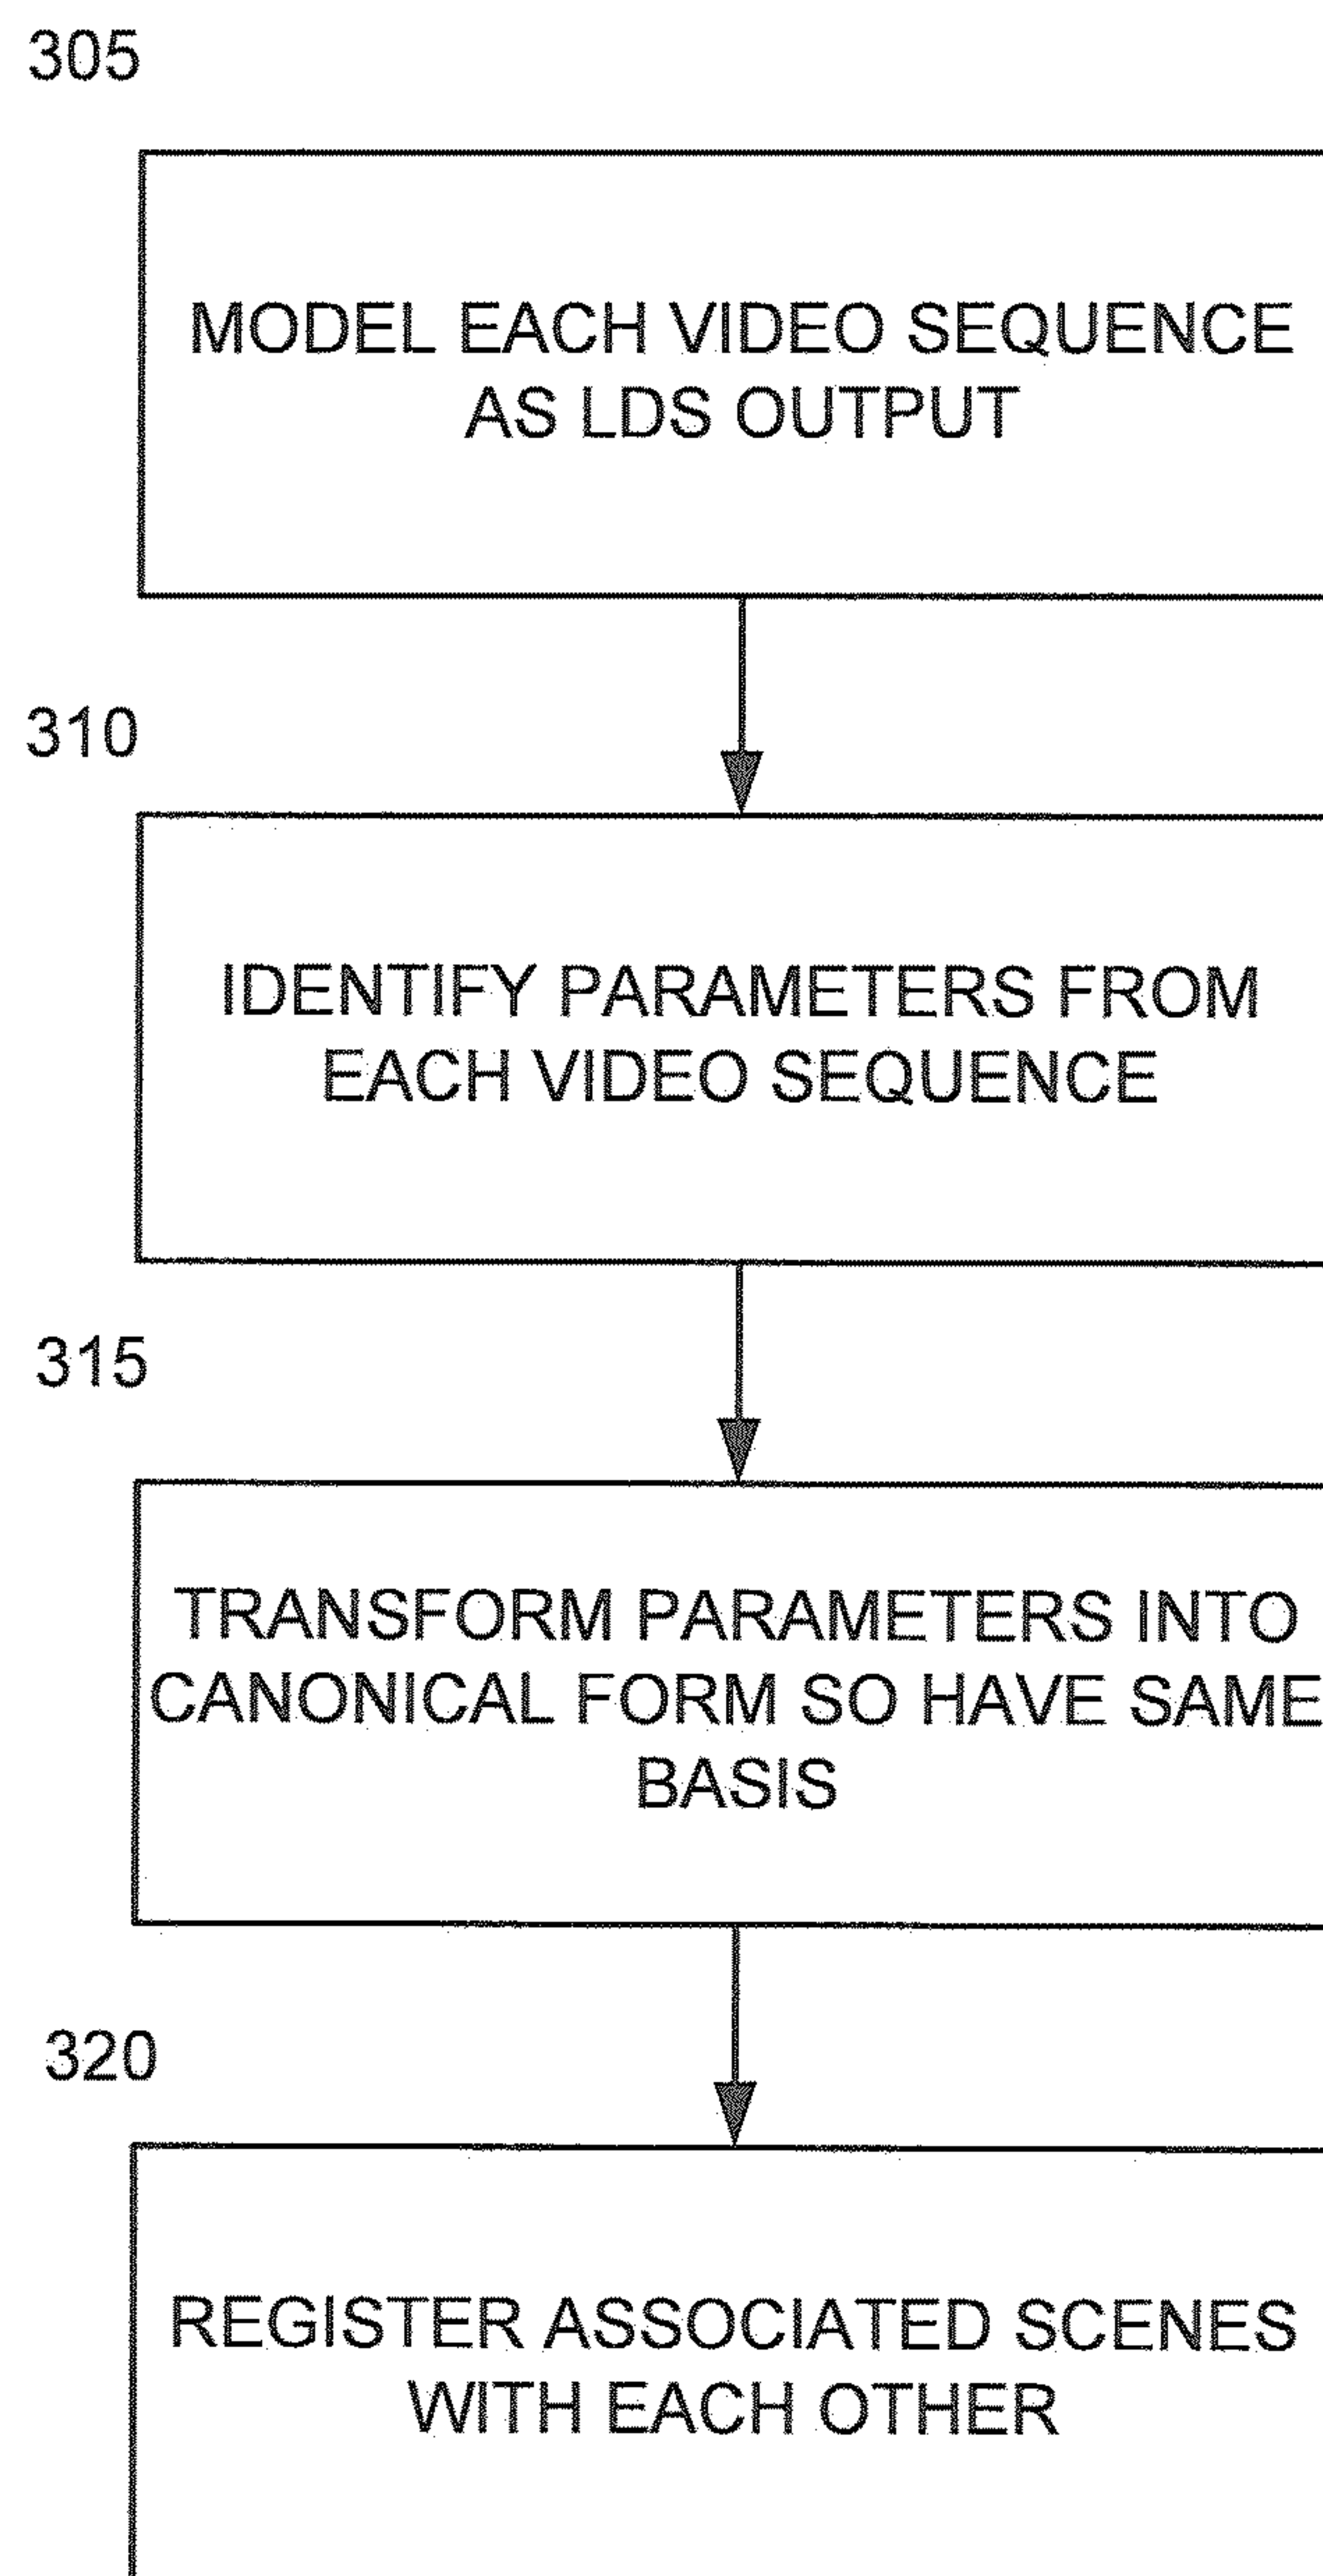 305
MODEL EACH VIDEO SEQUENCE
AS LDS OUTPUT
310
IDENTIFY PARAMETERS FROM
EACH VIDEO SEQUENCE
315
TRANSFORM PARAMETERS INTO
CANONICAL FORM SO HAVE SAME
BASIS
320
REGISTER ASSOCIATED SCENES
WITH EACH OTHER